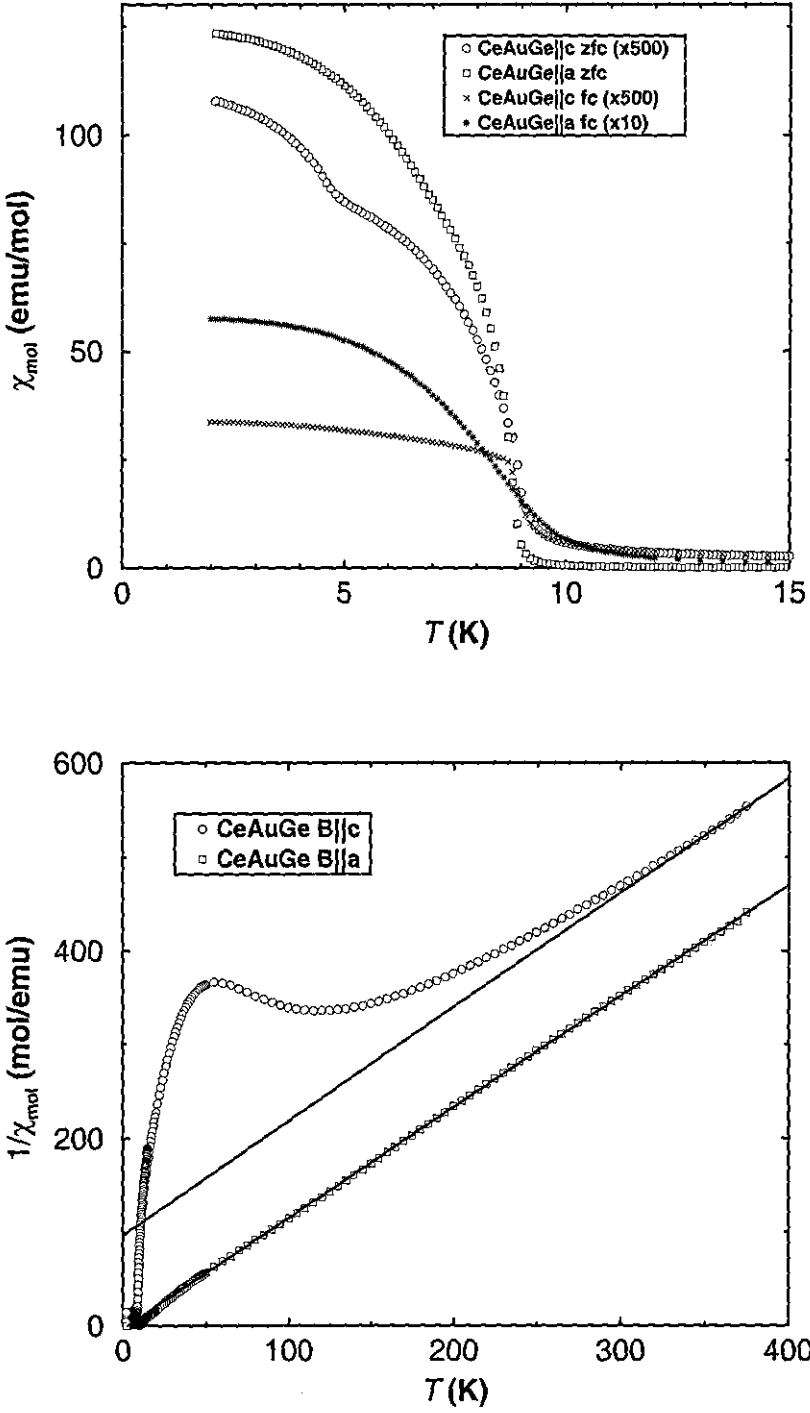 CeAuGe||c zfc (x500)
CeAuGe||a zfc
CeAuGe||c fc (x500)
CeAuGe||a fc (x10)
100
50
0
χmol (emu/mol)
0 5 10 15
T (K)
600
400
200
0
CeAuGe B||c
CeAuGe B||a
1/χmol (mol/emu)
0 100 200 300 400
T (K)